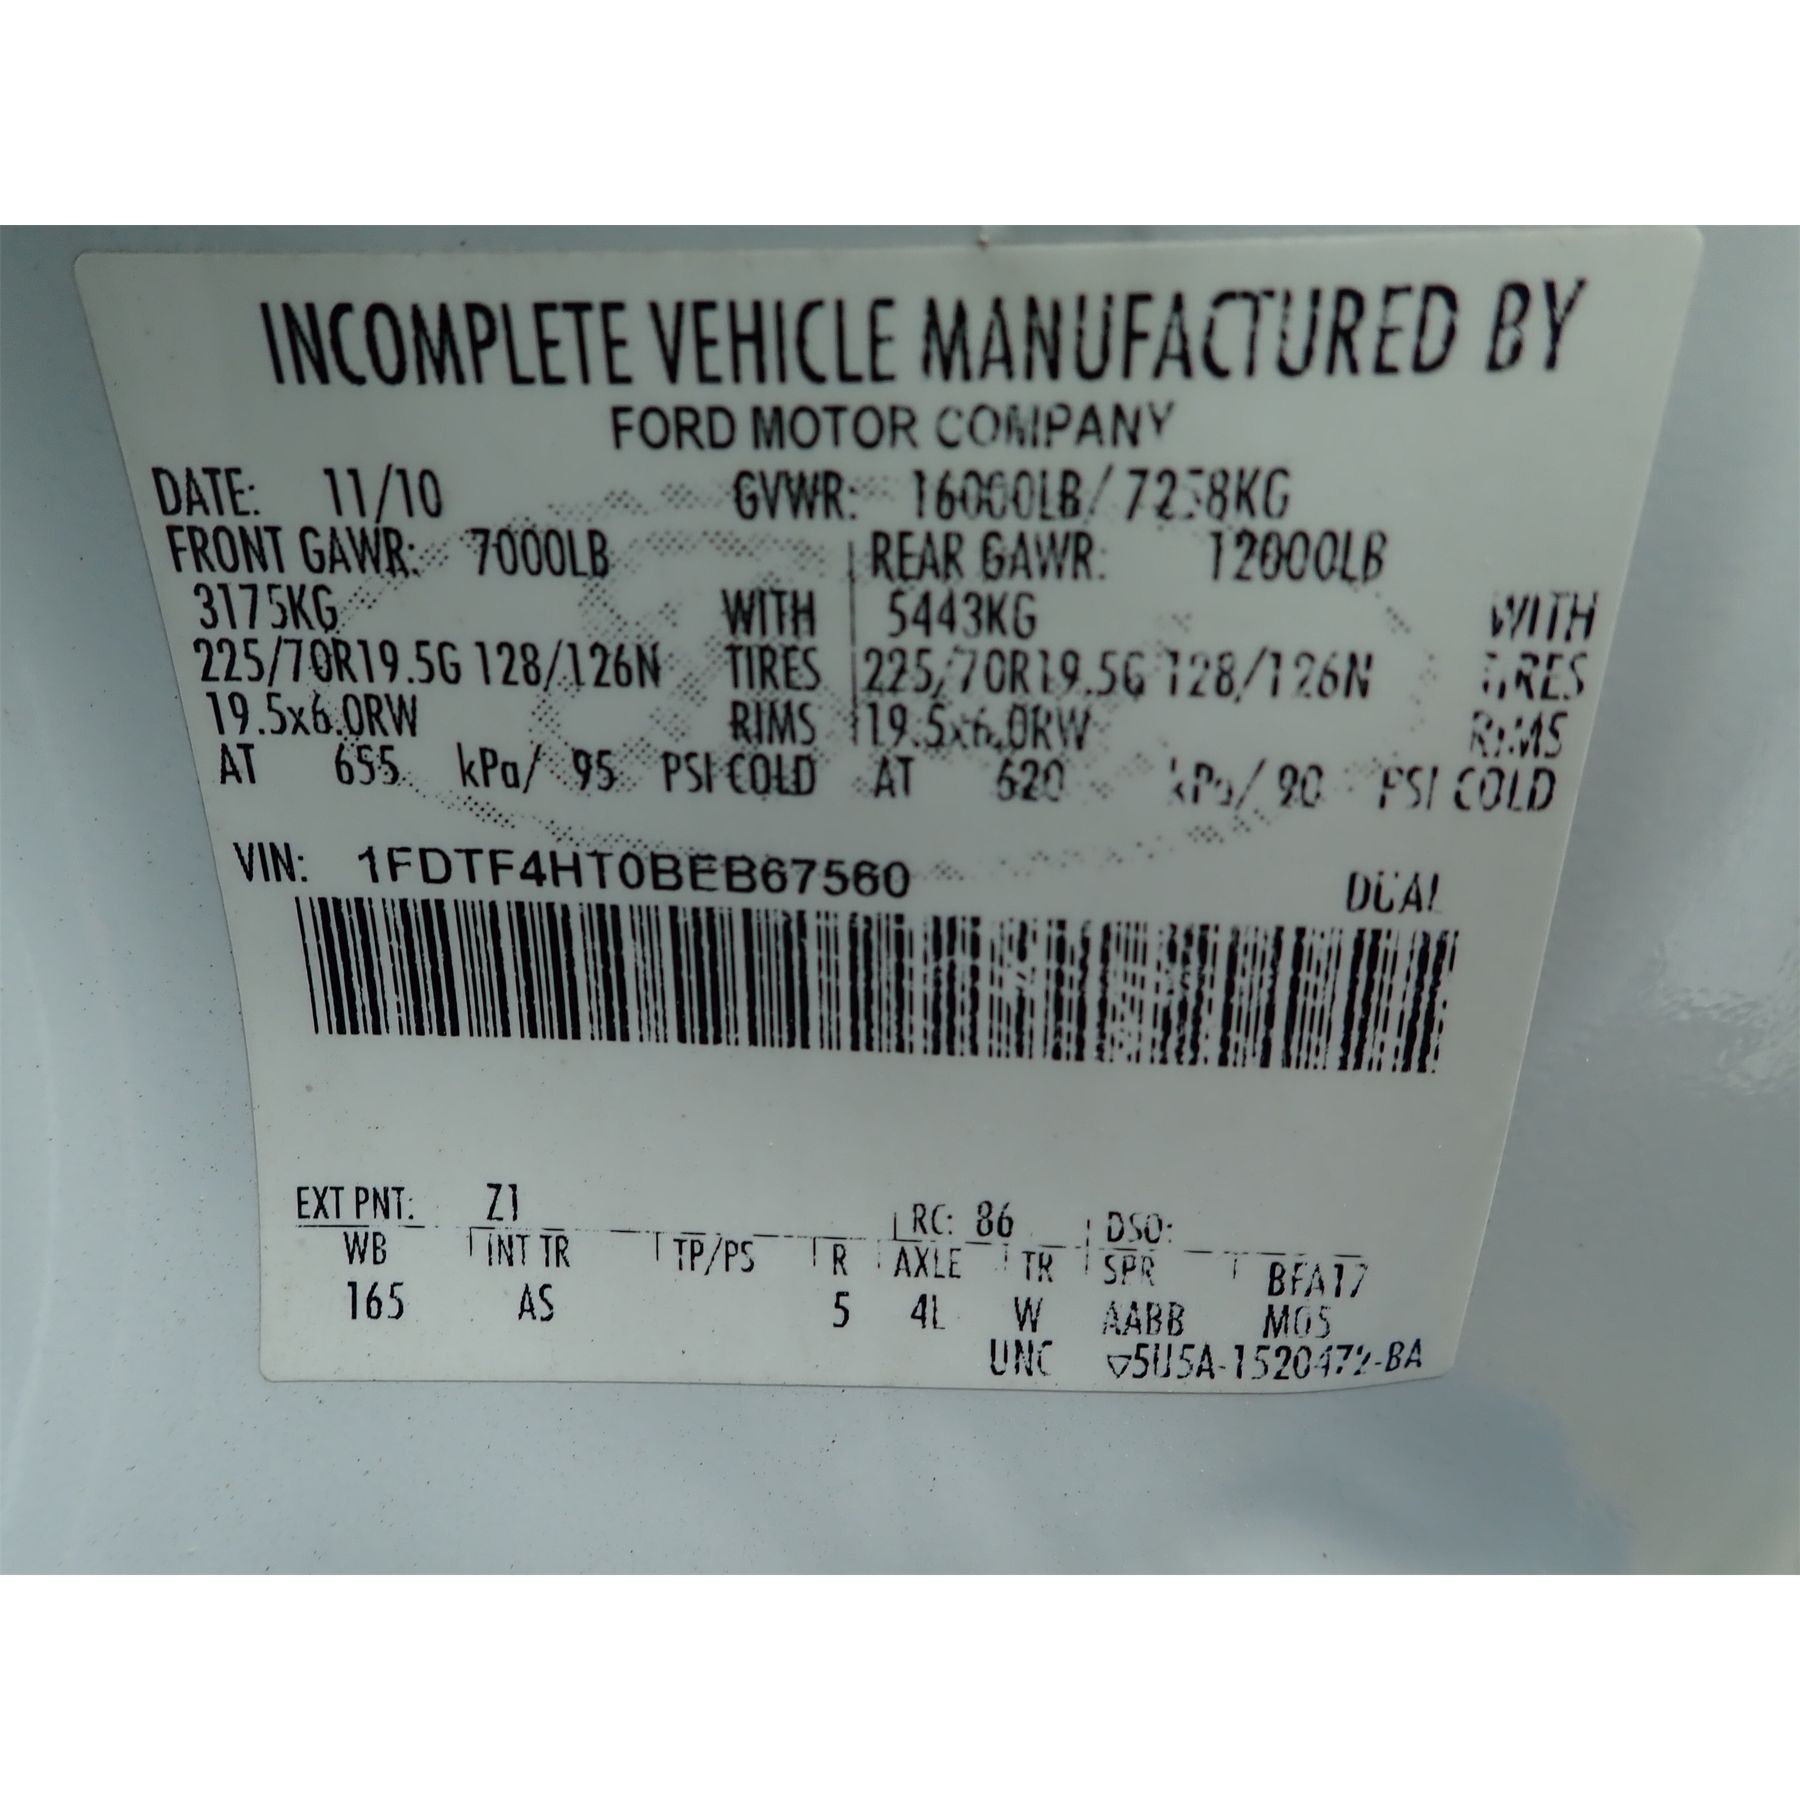 INCOMPLETE VEHICLE MANUFACTURED BY
FORD MOTOR COMPANY
DATE: 11/10 GVWR: 16000LB/ 7258KG
FRONT GAWR: 7000LB REAR GAWR: 12000LB
3175KG WITH 5443KG WITH
225/70R19.5G 128/126N TIRES 225/70R19.5G 128/126N TIRES
19.5x6.0RW RIMS 19.5x6.0RW RIMS
AT 655 kPa/ 95 PSI COLD AT 620 kPa/ 90 PSI COLD
VIN: 1FDTF4HT0BEB67560 DUAL
EXT PNT: Z1 RC: 86 DSO:
WB INT TR TP/PS R AXLE TR SPR BFA17
165 AS 5 4L W AABB M05
UNC ▽5U5A-1520472-BA